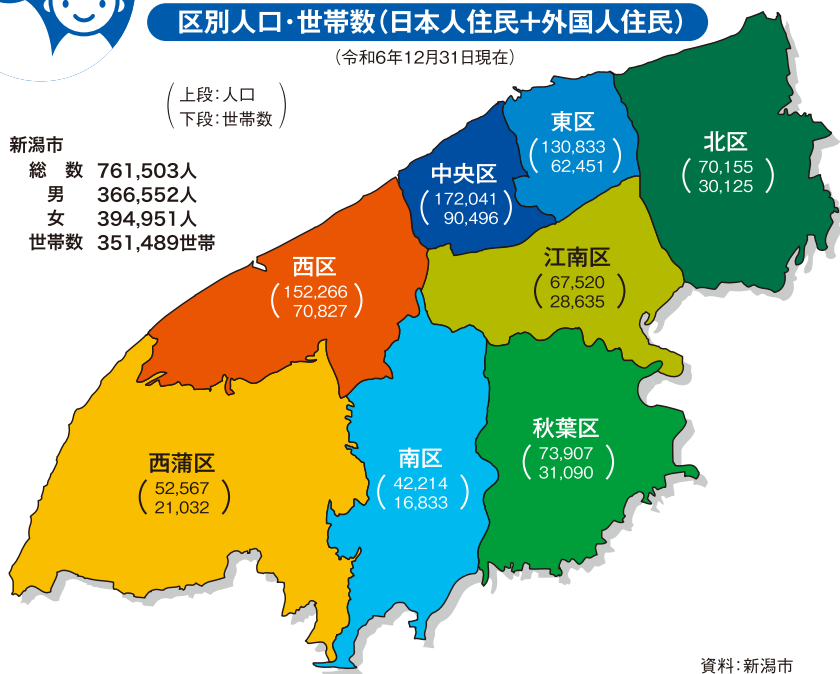 区別人口・世帯数（日本人住民＋外国人住民）
（令和6年12月31日現在）
（上段：人口
下段：世帯数）
新潟市
総　数 761,503人
男 366,552人
女 394,951人
世帯数 351,489世帯
北区
（70,155
30,125）
東区
（130,833
62,451）
中央区
（172,041
90,496）
江南区
（67,520
28,635）
西区
（152,266
70,827）
秋葉区
（73,907
31,090）
南区
（42,214
16,833）
西蒲区
（52,567
21,032）
資料：新潟市